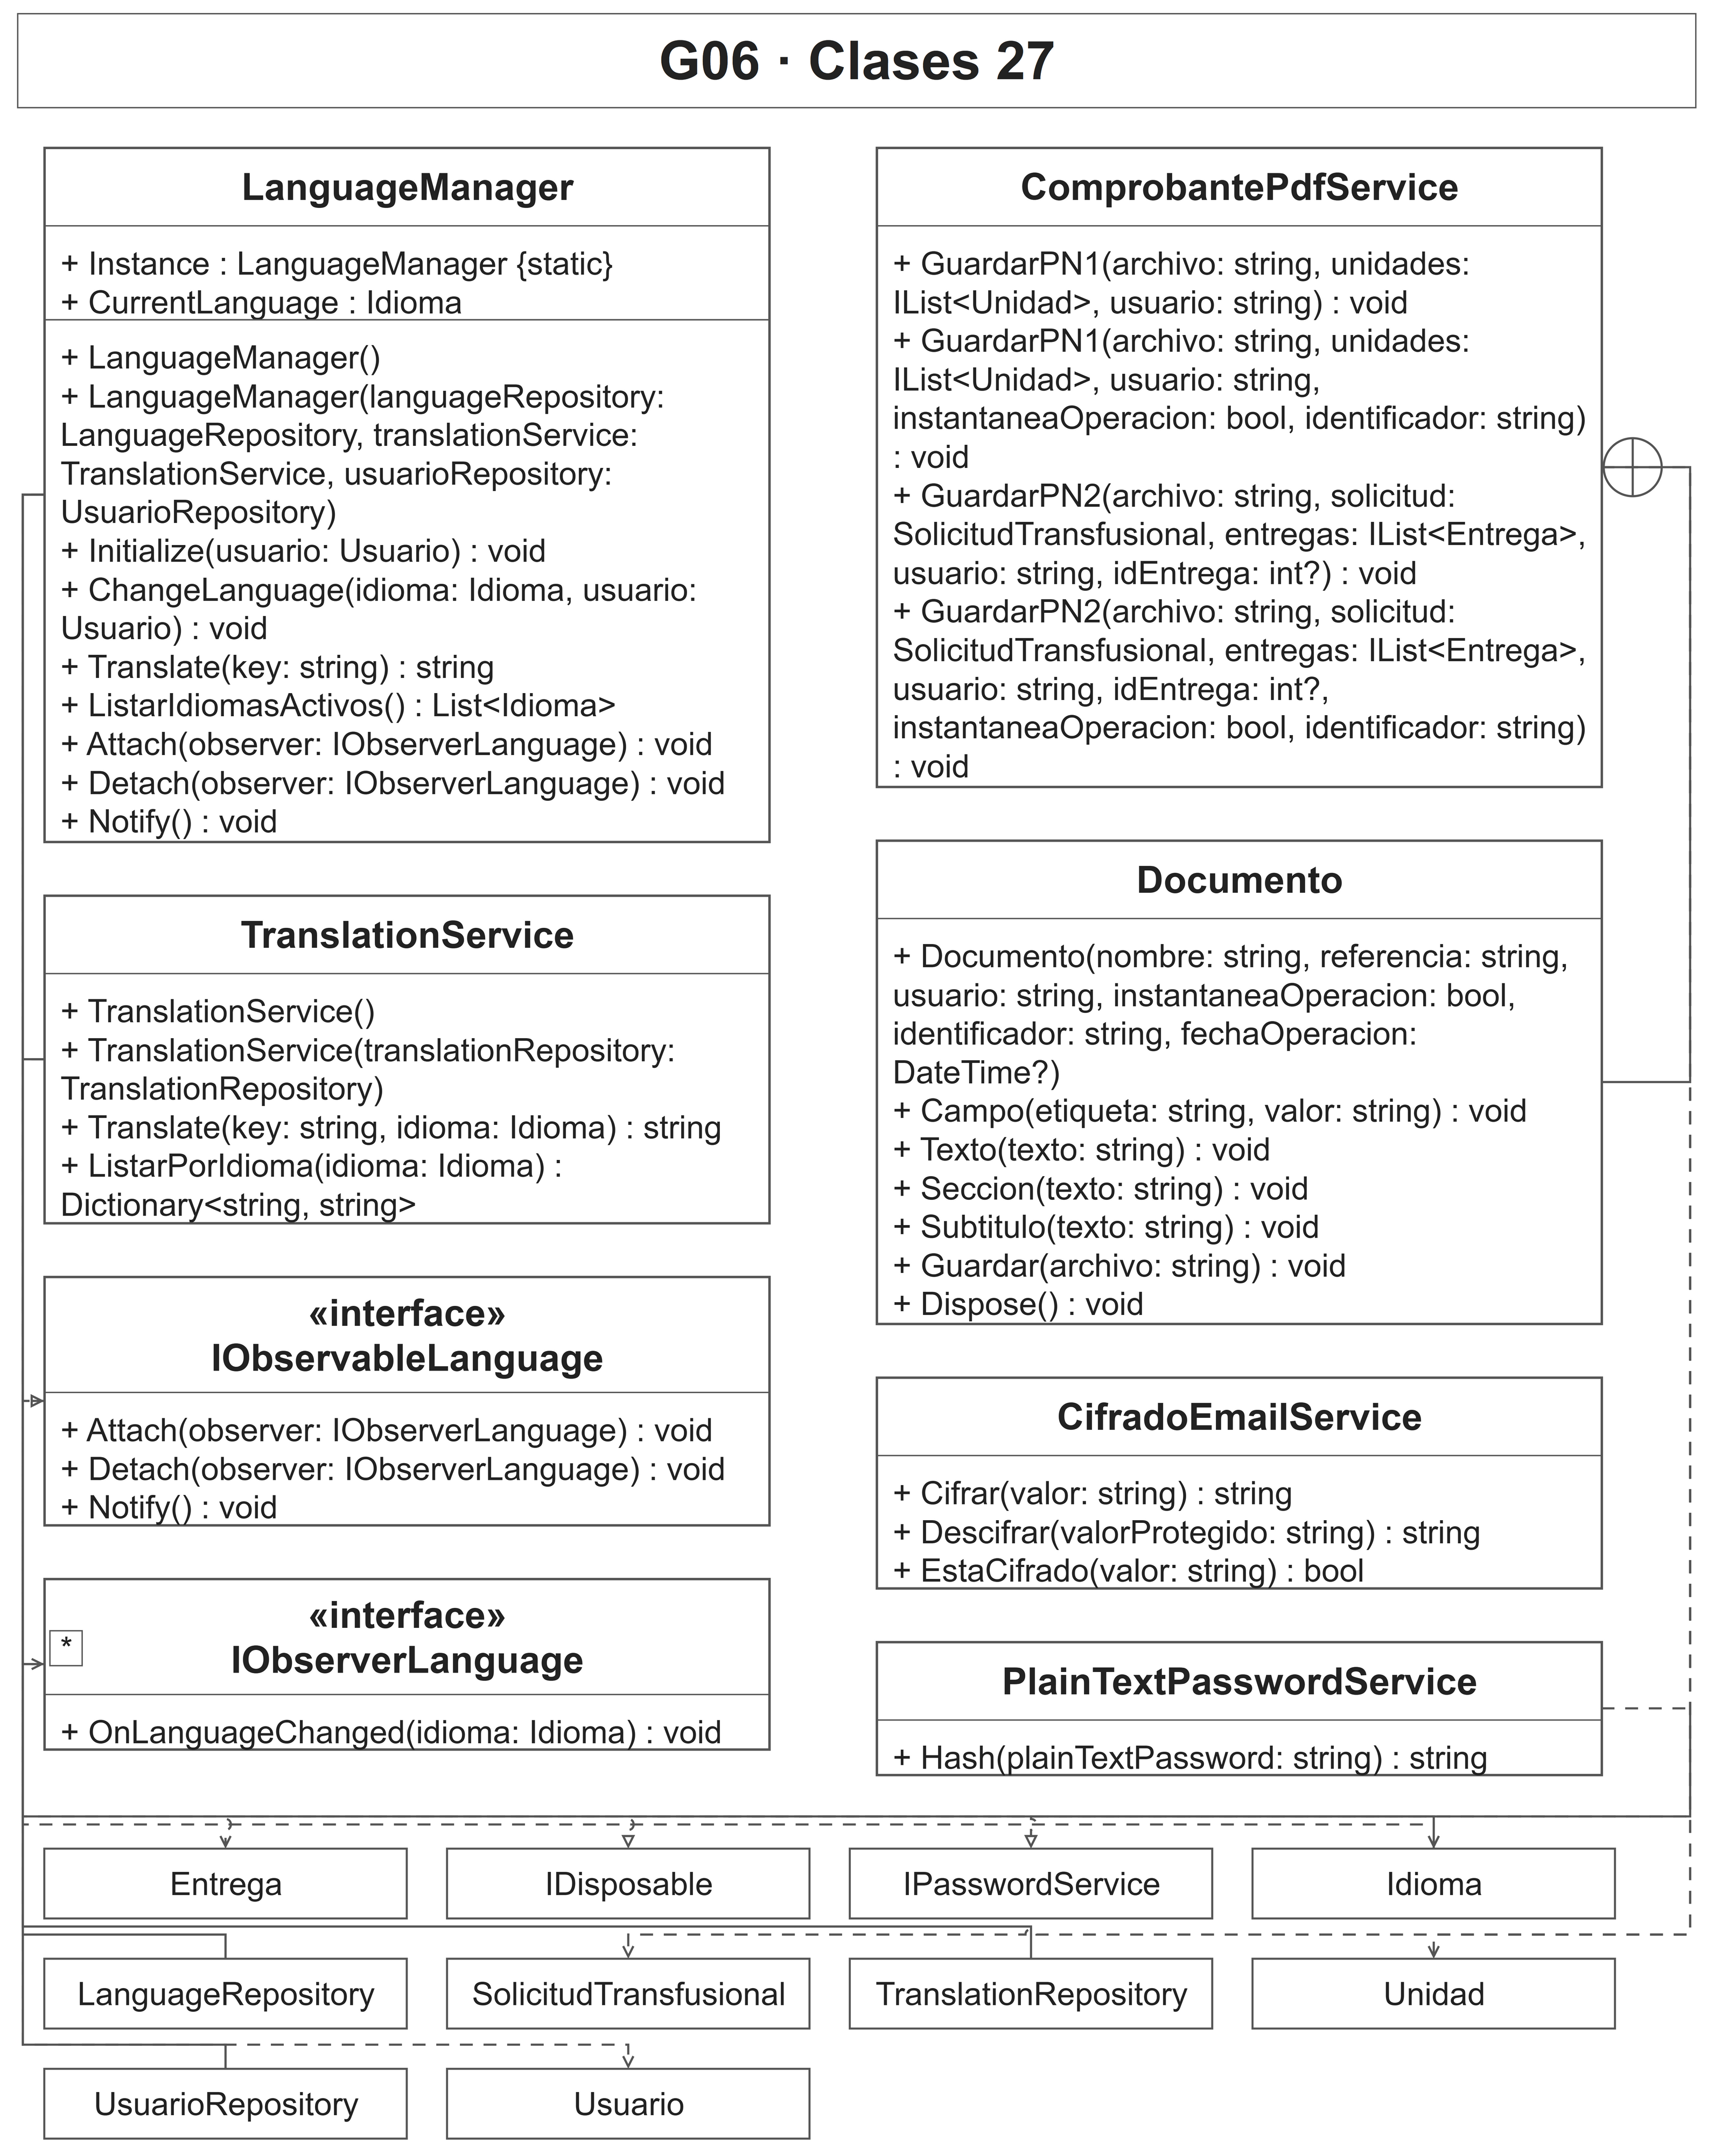 G06 · Clases 27
LanguageManager
+ Instance : LanguageManager {static}
+ CurrentLanguage : Idioma
+ LanguageManager()
+ LanguageManager(languageRepository:
LanguageRepository, translationService:
TranslationService, usuarioRepository:
UsuarioRepository)
+ Initialize(usuario: Usuario) : void
+ ChangeLanguage(idioma: Idioma, usuario:
Usuario) : void
+ Translate(key: string) : string
+ ListarIdiomasActivos() : List<Idioma>
+ Attach(observer: IObserverLanguage) : void
+ Detach(observer: IObserverLanguage) : void
+ Notify() : void
TranslationService
+ TranslationService()
+ TranslationService(translationRepository:
TranslationRepository)
+ Translate(key: string, idioma: Idioma) : string
+ ListarPorIdioma(idioma: Idioma) :
Dictionary<string, string>
«interface»
IObservableLanguage
+ Attach(observer: IObserverLanguage) : void
+ Detach(observer: IObserverLanguage) : void
+ Notify() : void
«interface»
*
IObserverLanguage
+ OnLanguageChanged(idioma: Idioma) : void
ComprobantePdfService
+ GuardarPN1(archivo: string, unidades:
IList<Unidad>, usuario: string) : void
+ GuardarPN1(archivo: string, unidades:
IList<Unidad>, usuario: string,
instantaneaOperacion: bool, identificador: string)
: void
+ GuardarPN2(archivo: string, solicitud:
SolicitudTransfusional, entregas: IList<Entrega>,
usuario: string, idEntrega: int?) : void
+ GuardarPN2(archivo: string, solicitud:
SolicitudTransfusional, entregas: IList<Entrega>,
usuario: string, idEntrega: int?,
instantaneaOperacion: bool, identificador: string)
: void
Documento
+ Documento(nombre: string, referencia: string,
usuario: string, instantaneaOperacion: bool,
identificador: string, fechaOperacion:
DateTime?)
+ Campo(etiqueta: string, valor: string) : void
+ Texto(texto: string) : void
+ Seccion(texto: string) : void
+ Subtitulo(texto: string) : void
+ Guardar(archivo: string) : void
+ Dispose() : void
CifradoEmailService
+ Cifrar(valor: string) : string
+ Descifrar(valorProtegido: string) : string
+ EstaCifrado(valor: string) : bool
PlainTextPasswordService
+ Hash(plainTextPassword: string) : string
Entrega
IDisposable
IPasswordService
Idioma
LanguageRepository
SolicitudTransfusional
TranslationRepository
Unidad
UsuarioRepository
Usuario